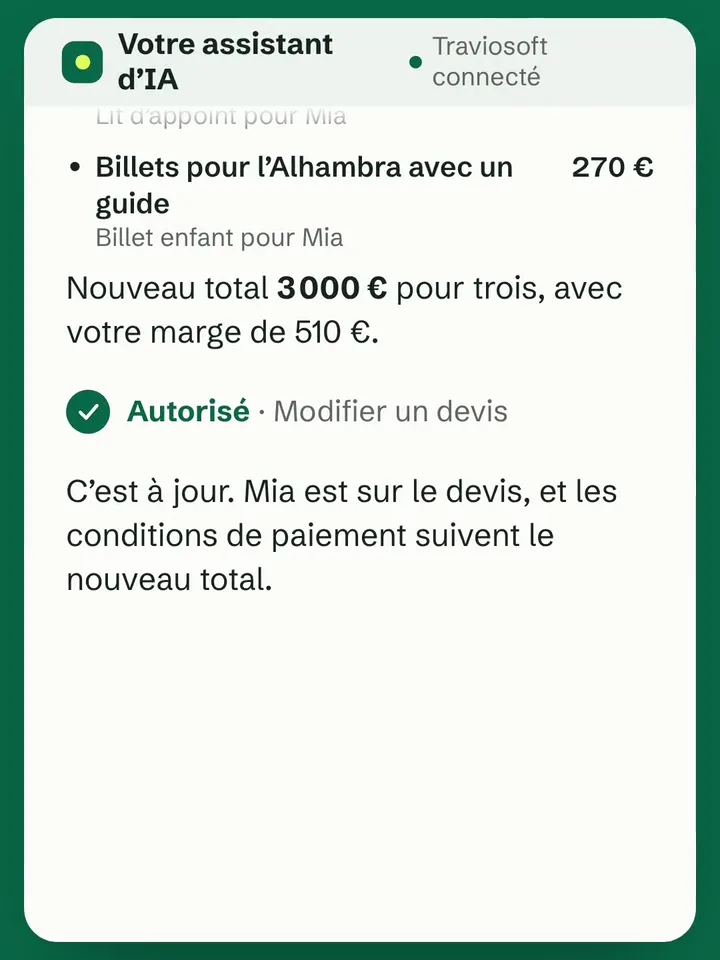 Votre assistant
d’IA
Traviosoft
connecté
Lit d’appoint pour Mia
• Billets pour l’Alhambra avec un 270 €
guide
Billet enfant pour Mia
Nouveau total 3 000 € pour trois, avec
votre marge de 510 €.
Autorisé · Modifier un devis
C’est à jour. Mia est sur le devis, et les
conditions de paiement suivent le
nouveau total.